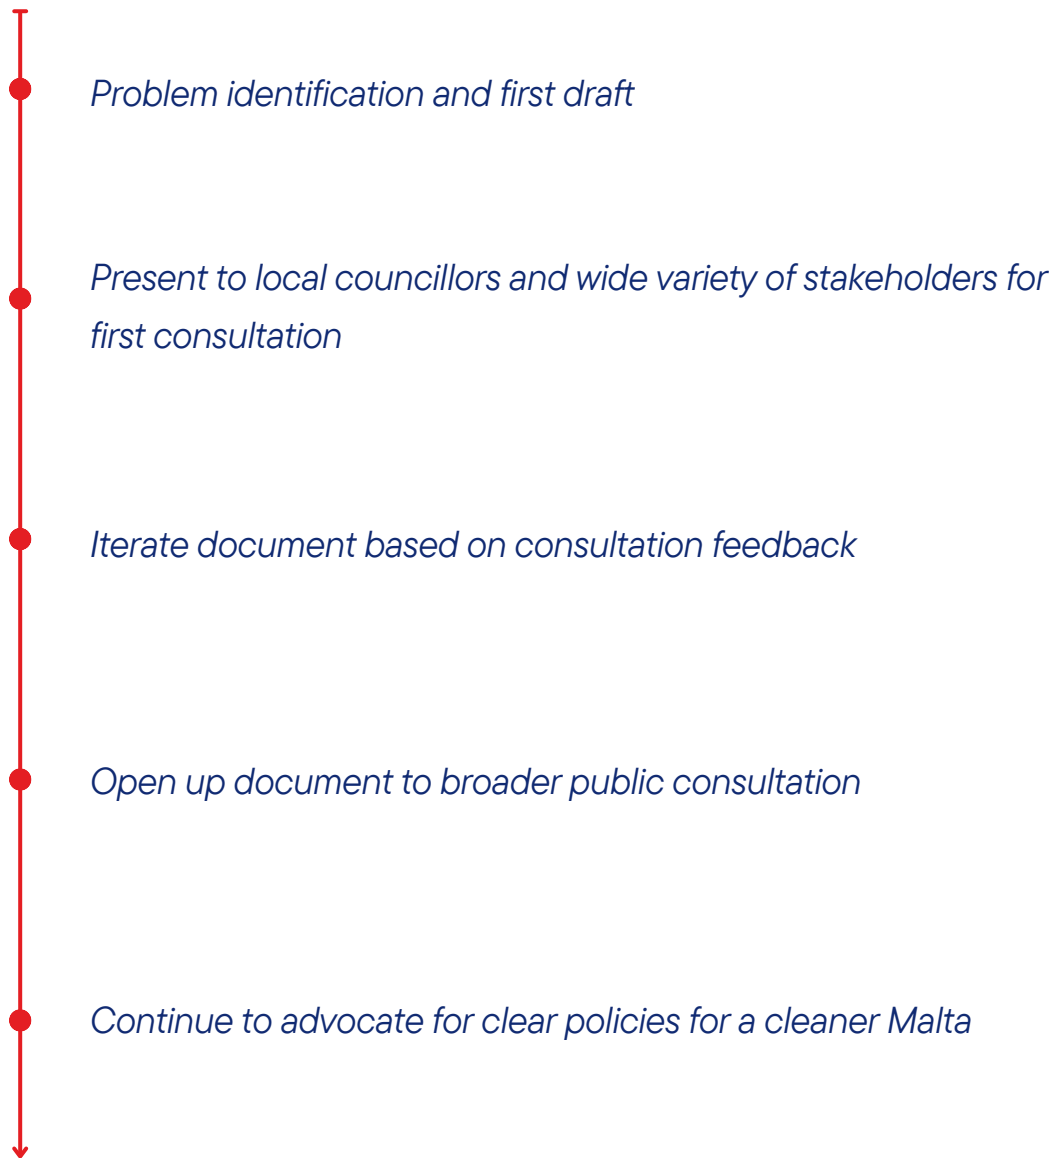 Problem identification and first draft
Present to local councillors and wide variety of stakeholders for
first consultation
Iterate document based on consultation feedback
Open up document to broader public consultation
Continue to advocate for clear policies for a cleaner Malta